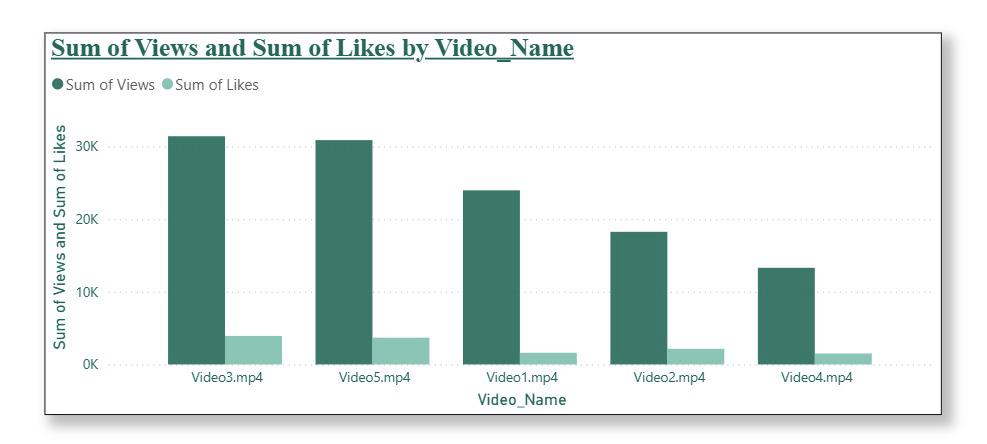 Sum of Views and Sum of Likes by Video_Name
Sum of Views Sum of Likes
Sum of Views and Sum of Likes
30K
20K
10K
0K
Video3.mp4 Video5.mp4 Video1.mp4 Video2.mp4 Video4.mp4
Video_Name